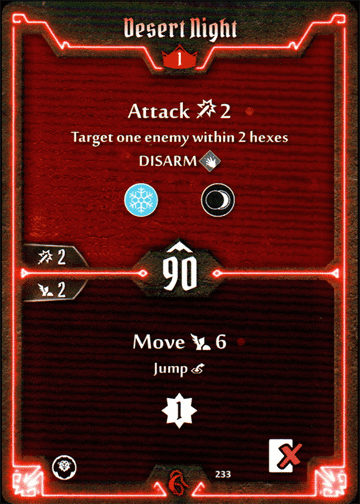 Desert Night
1
Attack 2
Target one enemy within 2 hexes
DISARM
2
90
2
Move 6
Jump
1
233